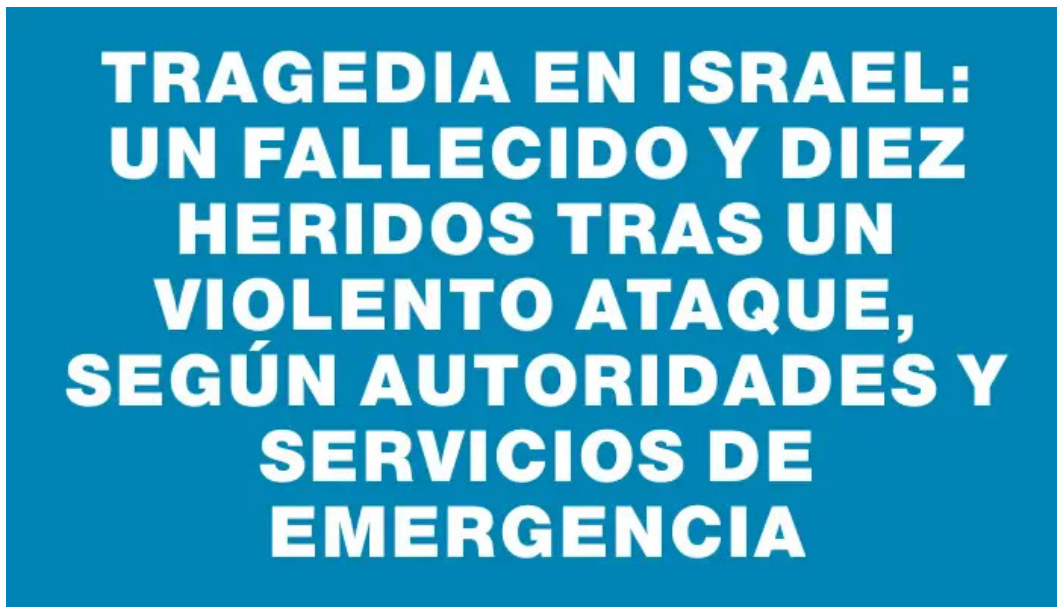 TRAGEDIA EN ISRAEL:
UN FALLECIDO Y DIEZ
HERIDOS TRAS UN
VIOLENTO ATAQUE,
SEGÚN AUTORIDADES Y
SERVICIOS DE
EMERGENCIA